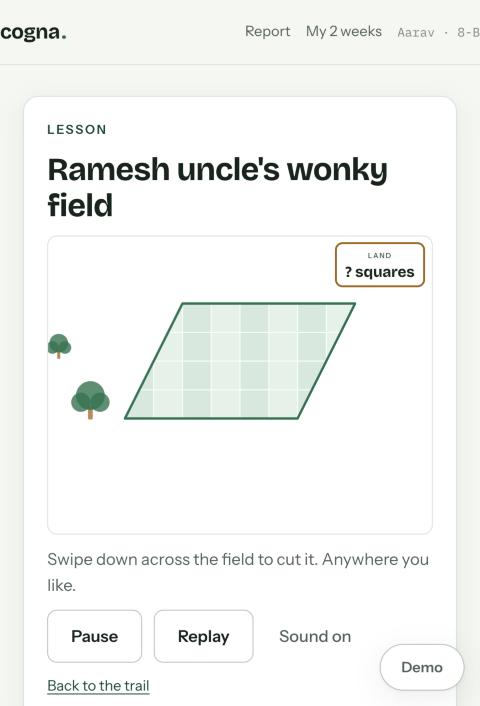 cogna.
Report My 2 weeks Aarav · 8-B
LESSON
Ramesh uncle's wonky
field
LAND
? squares
Swipe down across the field to cut it. Anywhere you
like.
Pause Replay Sound on
Demo
Back to the trail